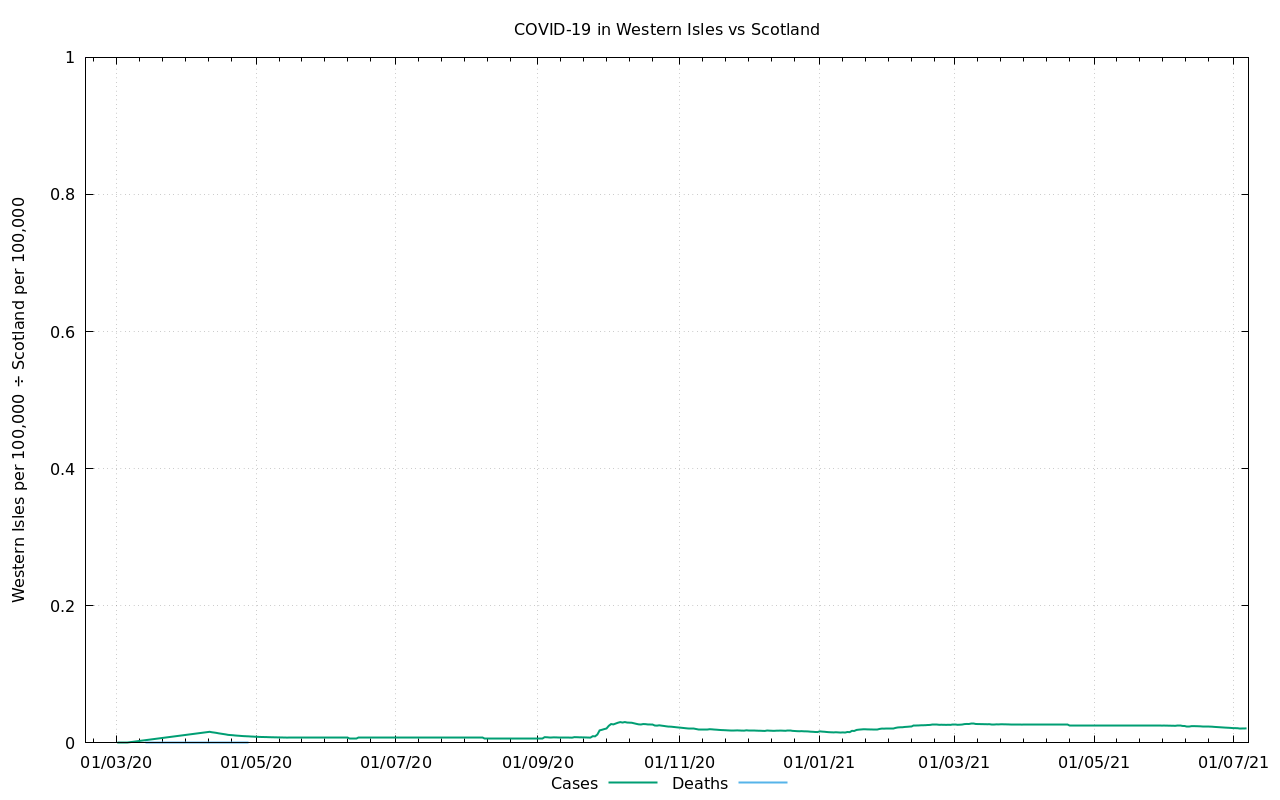 COVID-19 in Western Isles vs Scotland
Western Isles per 100,000 ÷ Scotland per 100,000
1
0.8
0.6
0.4
0.2
0
01/03/20 01/05/20 01/07/20 01/09/20 01/11/20 01/01/21 01/03/21 01/05/21 01/07/21
Cases Deaths